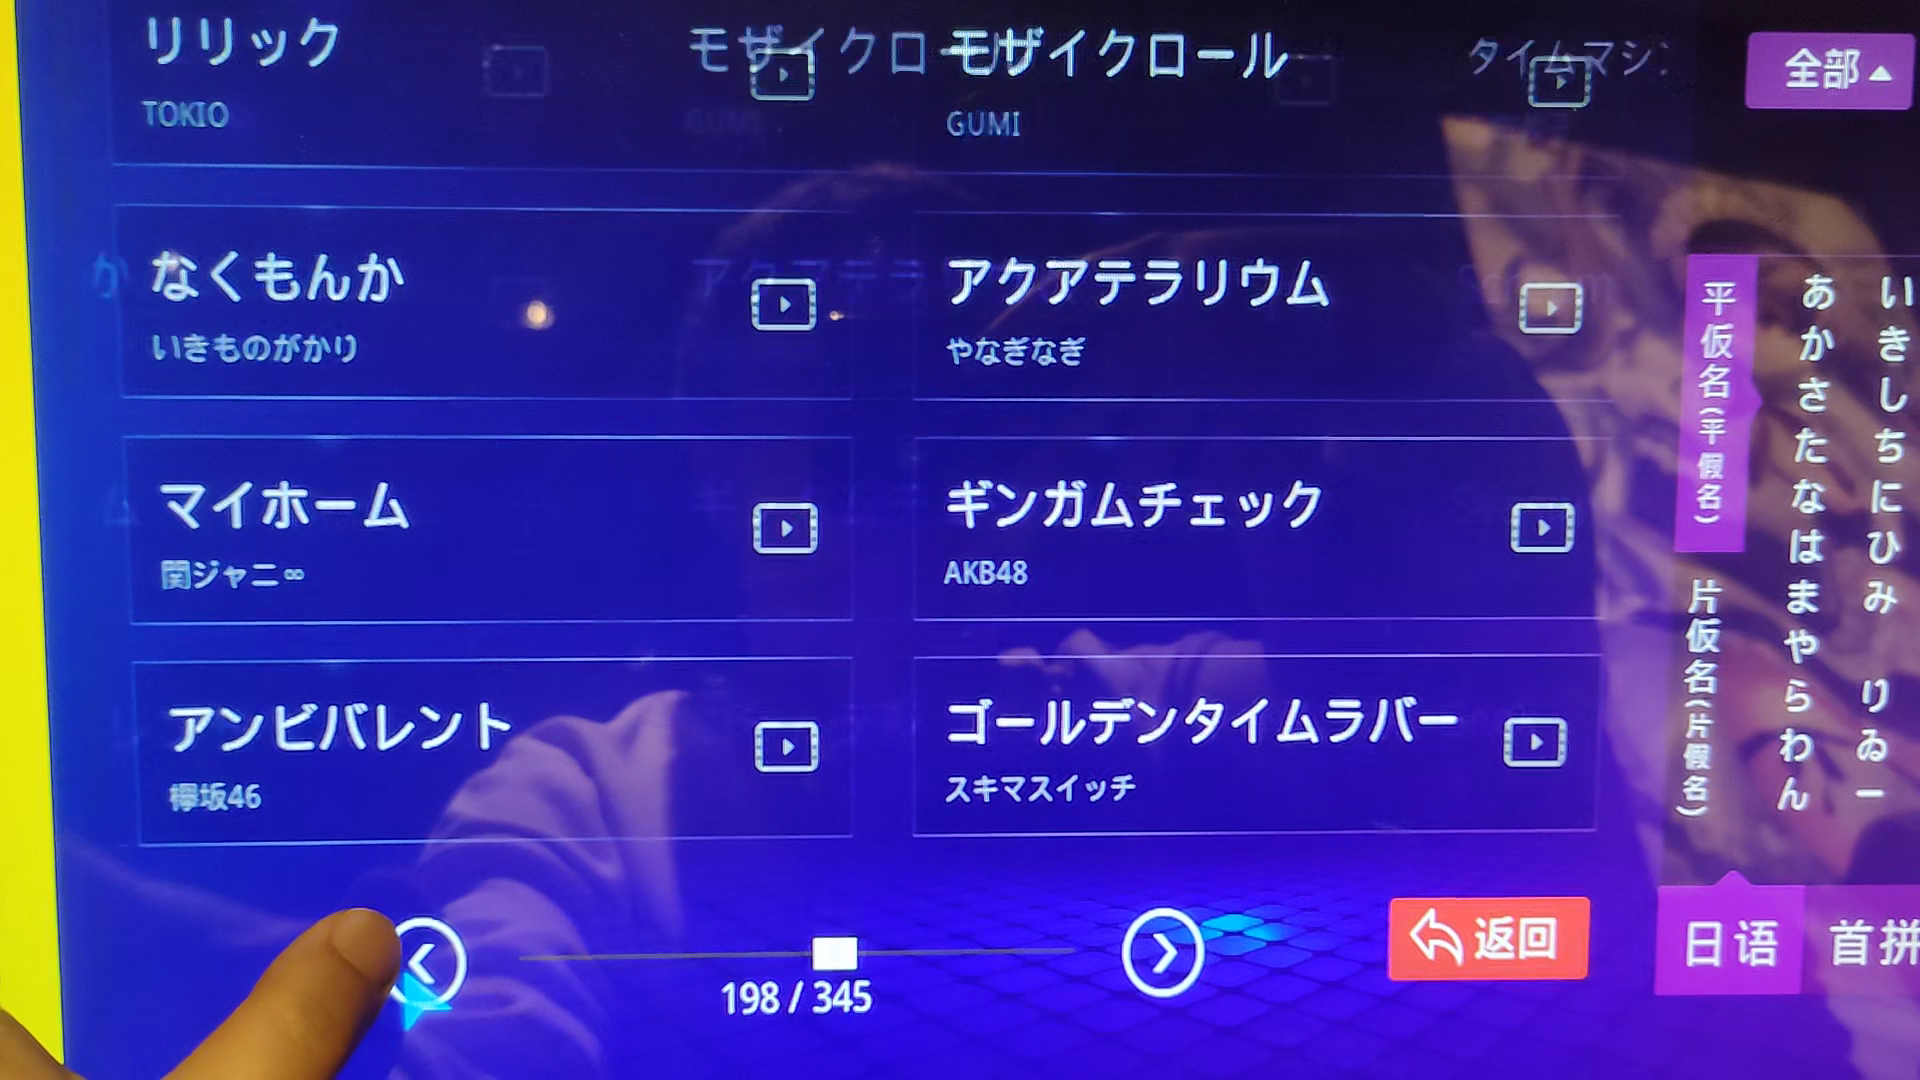 リリック
TOKIO
モザイクロール
GUMI
タイムマシ
全部
なくもんか
いきものがかり
アクアテラリウム
やなぎなぎ
マイホーム
関ジャニ∞
ギンガムチェック
AKB48
アンビバレント
欅坂46
ゴールデンタイムラバー
スキマスイッチ
平仮名(平假名)
片仮名(片假名)
あかさたなはまやらわん
いきしちにひみ りゐー
198 / 345
返回
日语
首拼